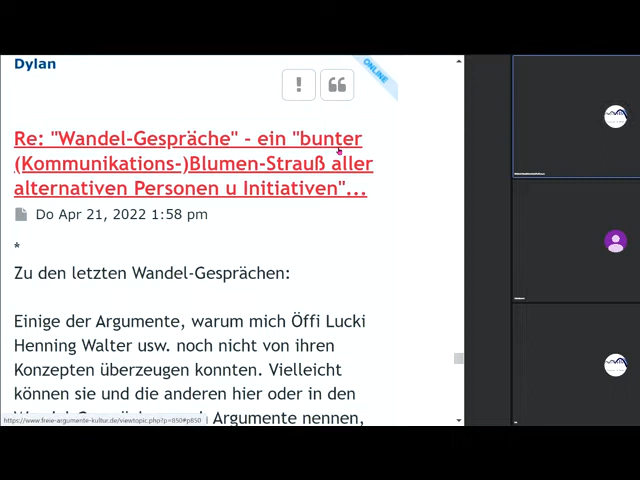 Dylan
ONLINE
Re: "Wandel-Gespräche" - ein "bunter
(Kommunikations-)Blumen-Strauß aller
alternativen Personen u Initiativen"...
Do Apr 21, 2022 1:58 pm
*
Zu den letzten Wandel-Gesprächen:
Einige der Argumente, warum mich Öffi Lucki
Henning Walter usw. noch nicht von ihren
Konzepten überzeugen konnten. Vielleicht
können sie und die anderen hier oder in den
Argumente nennen,
https://www.freie-argumente-kultur.de/viewtopic.php?p=850#p850